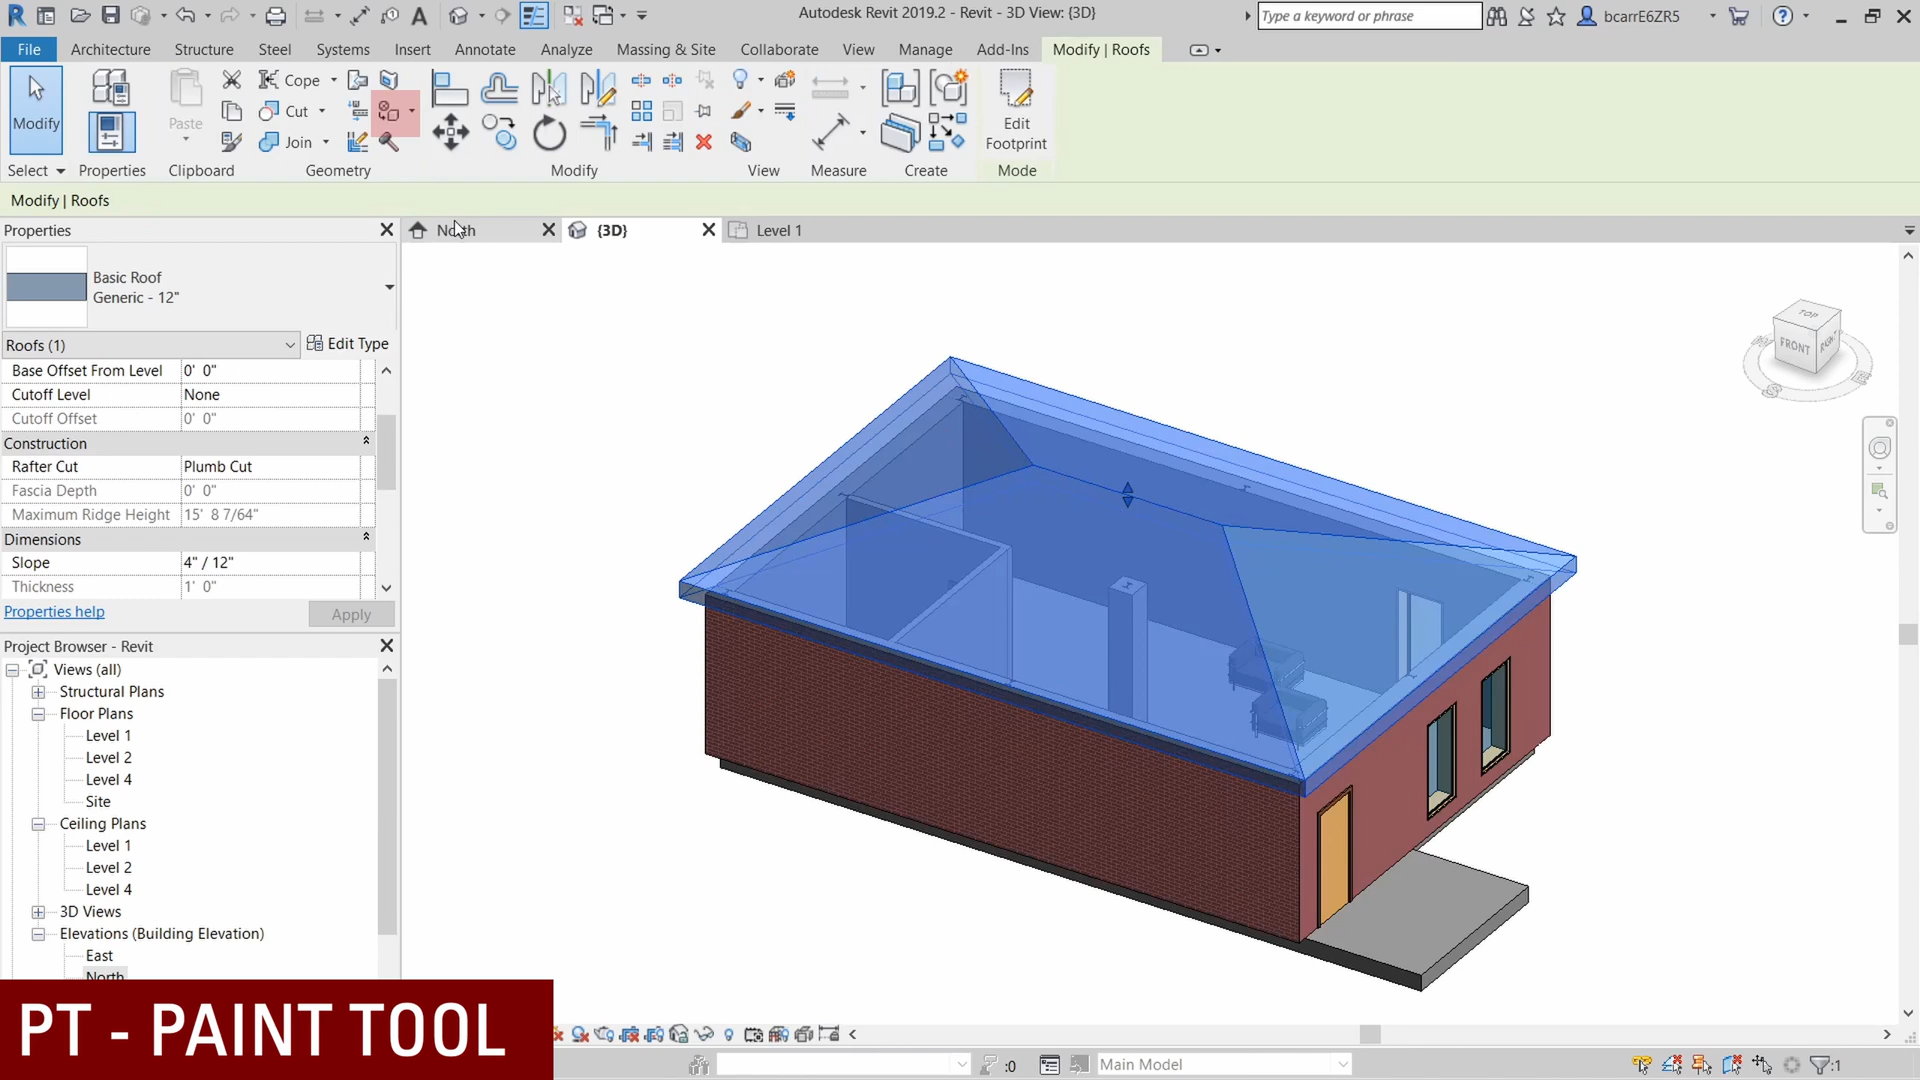 Autodesk Revit 2019.2 - Revit - 3D View: {3D}
Type a keyword or phrase
bcarrE6ZR5
File
Architecture
Structure
Steel
Systems
Insert
Annotate
Analyze
Massing & Site
Collaborate
View
Manage
Add-Ins
Modify | Roofs
Modify
Paste
Cope
Cut
Join
Edit
Footprint
Select
Properties
Clipboard
Geometry
Modify
View
Measure
Create
Mode
Modify | Roofs
Properties
North
{3D}
Level 1
Basic Roof
Generic - 12"
Roofs (1)
Edit Type
Base Offset From Level 0' 0"
Cutoff Level None
Cutoff Offset 0' 0"
Construction
Rafter Cut Plumb Cut
Fascia Depth 0' 0"
Maximum Ridge Height 15' 8 7/64"
Dimensions
Slope 4" / 12"
Thickness 1' 0"
Properties help
Apply
Project Browser - Revit
Views (all)
Structural Plans
Floor Plans
Level 1
Level 2
Level 4
Site
Ceiling Plans
Level 1
Level 2
Level 4
3D Views
Elevations (Building Elevation)
East
North
TOP
FRONT
RIGHT
S
E
PT - PAINT TOOL
:0
Main Model
:1